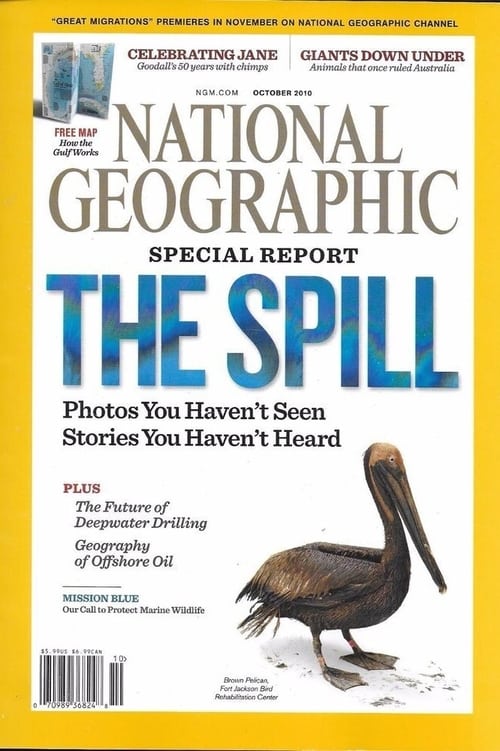 "GREAT MIGRATIONS" PREMIERES IN NOVEMBER ON NATIONAL GEOGRAPHIC CHANNEL
CELEBRATING JANE
Goodall's 50 years with chimps
GIANTS DOWN UNDER
Animals that once ruled Australia
FREE MAP
How the
Gulf Works
NGM.COM OCTOBER 2010
NATIONAL
GEOGRAPHIC
SPECIAL REPORT
THE SPILL
Photos You Haven't Seen
Stories You Haven't Heard
PLUS
The Future of
Deepwater Drilling
Geography
of Offshore Oil
MISSION BLUE
Our Call to Protect Marine Wildlife
$5.99US $6.99CAN
10>
0 70989 36824 8
Brown Pelican,
Fort Jackson Bird
Rehabilitation Center